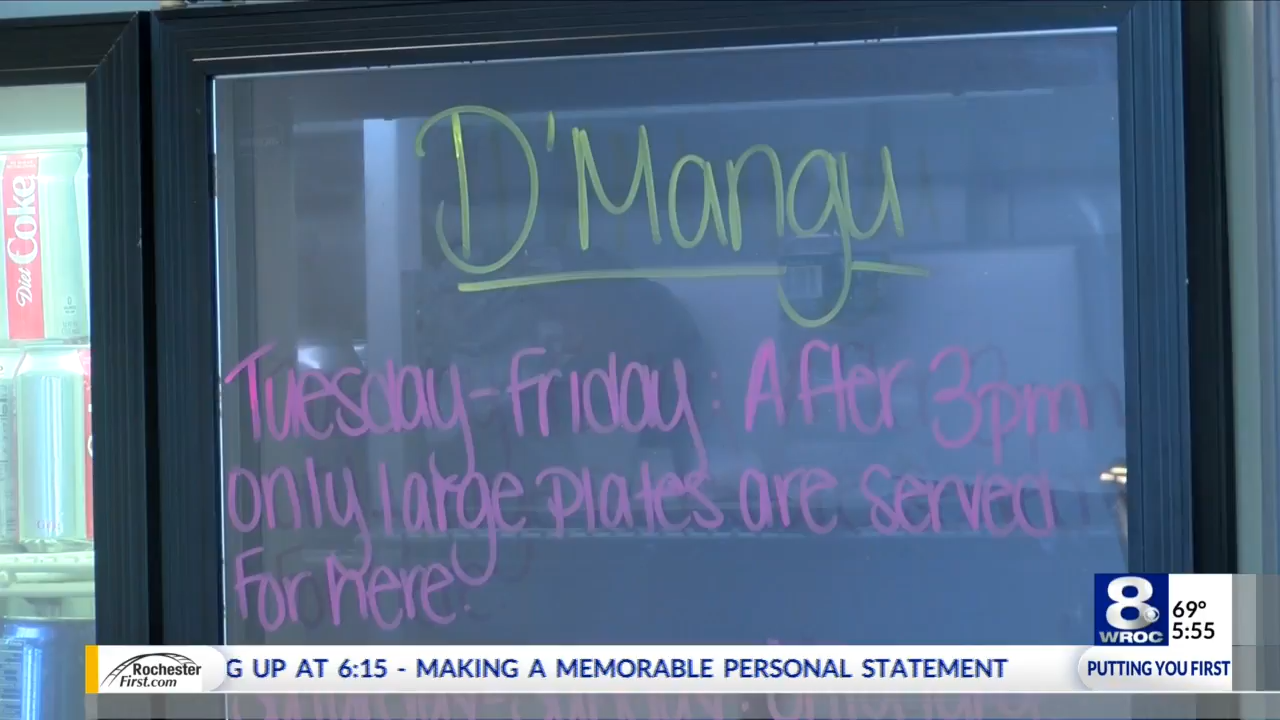 D'Mangu
Tuesday-Friday: After 3pm
only large plates are served
for here.
Diet Coke
8
WROC
69°
5:55
Rochester
First.com
G UP AT 6:15 - MAKING A MEMORABLE PERSONAL STATEMENT
PUTTING YOU FIRST